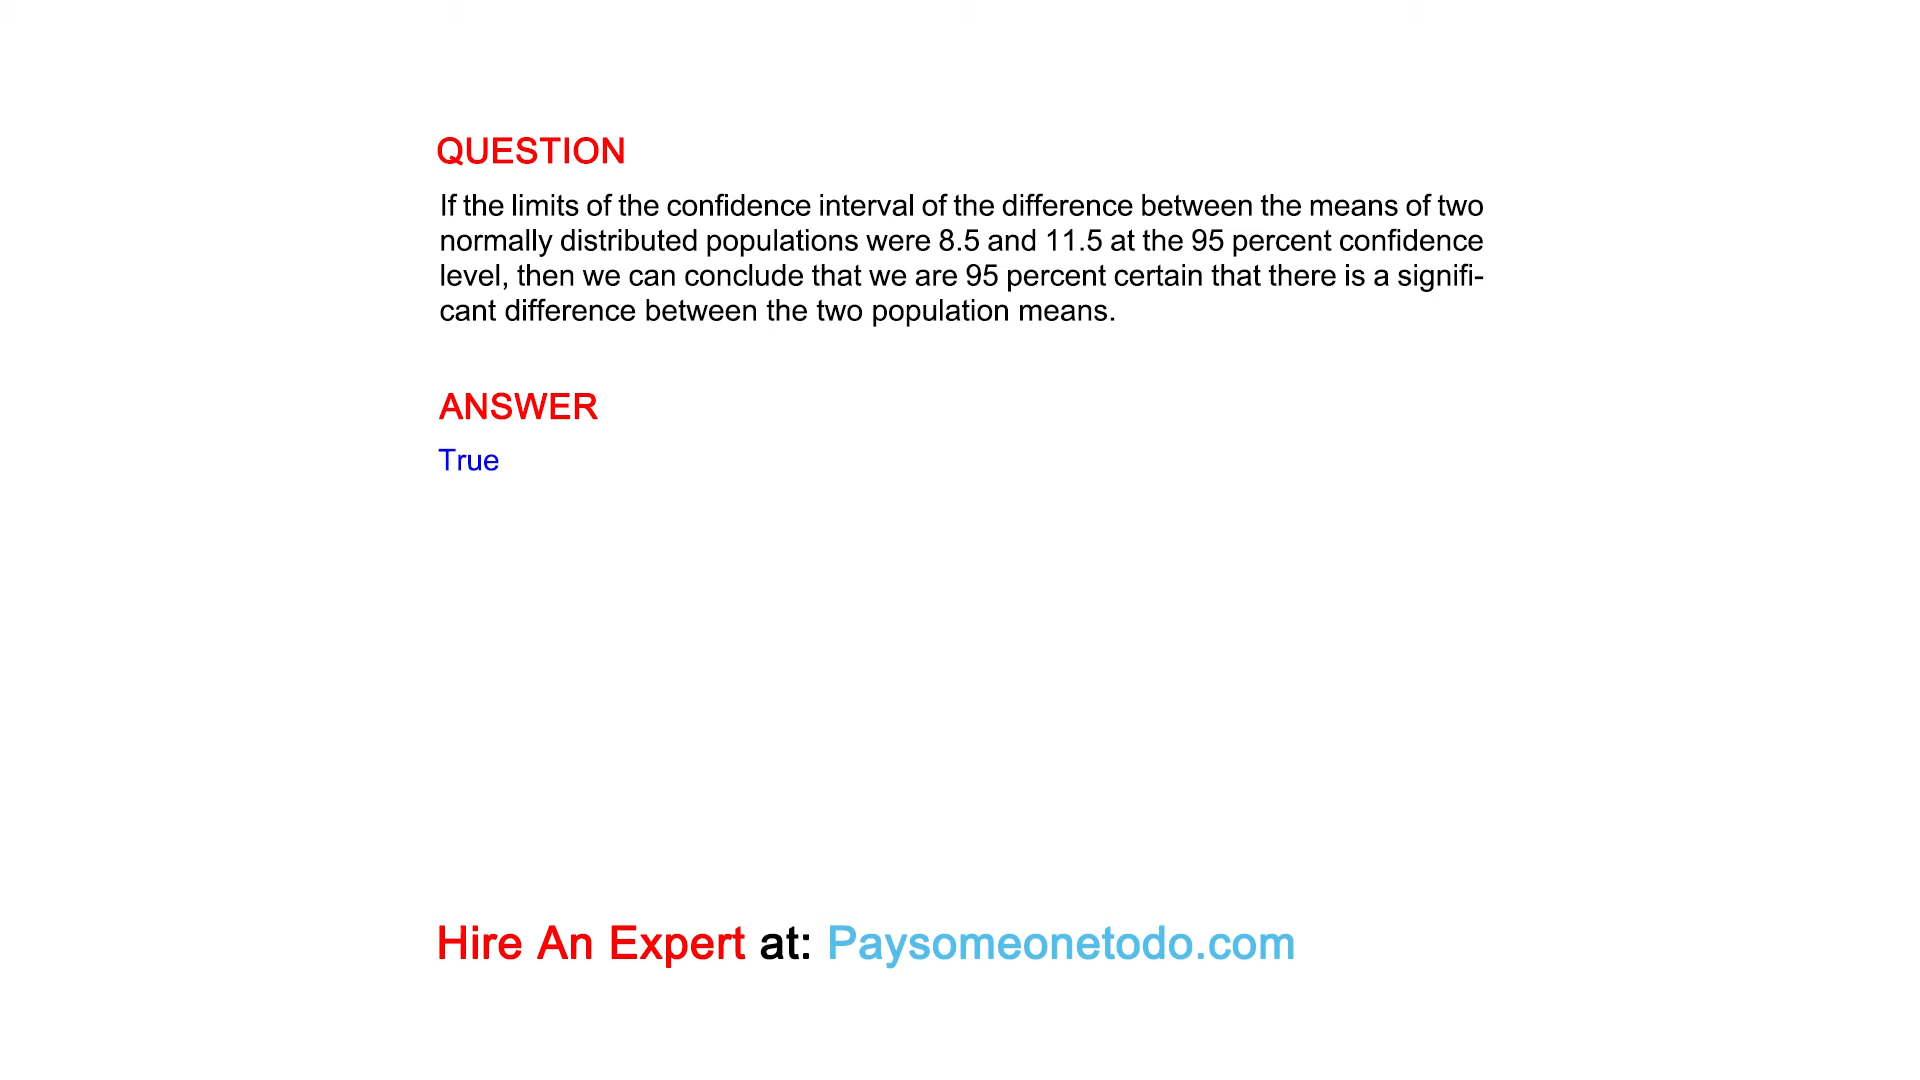 QUESTION
If the limits of the confidence interval of the difference between the means of two
normally distributed populations were 8.5 and 11.5 at the 95 percent confidence
level, then we can conclude that we are 95 percent certain that there is a signifi-
cant difference between the two population means.
ANSWER
True
Hire An Expert at: Paysomeonetodo.com